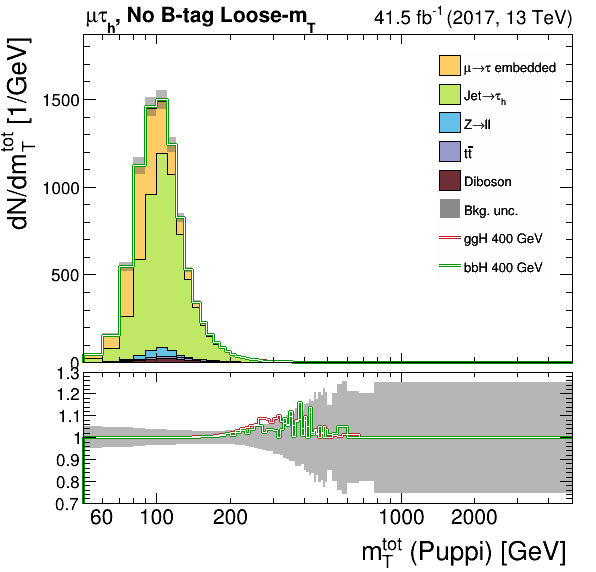 μτh, No B-tag Loose-mT
41.5 fb-1 (2017, 13 TeV)
dN/dmTtot [1/GeV]
1500
1000
500
0
μ→τ embedded
Jet→τh
Z→ll
tt̄
Diboson
Bkg. unc.
ggH 400 GeV
bbH 400 GeV
1.3
1.2
1.1
1
0.9
0.8
0.7
60 100 200 1000 2000
mTtot (Puppi) [GeV]